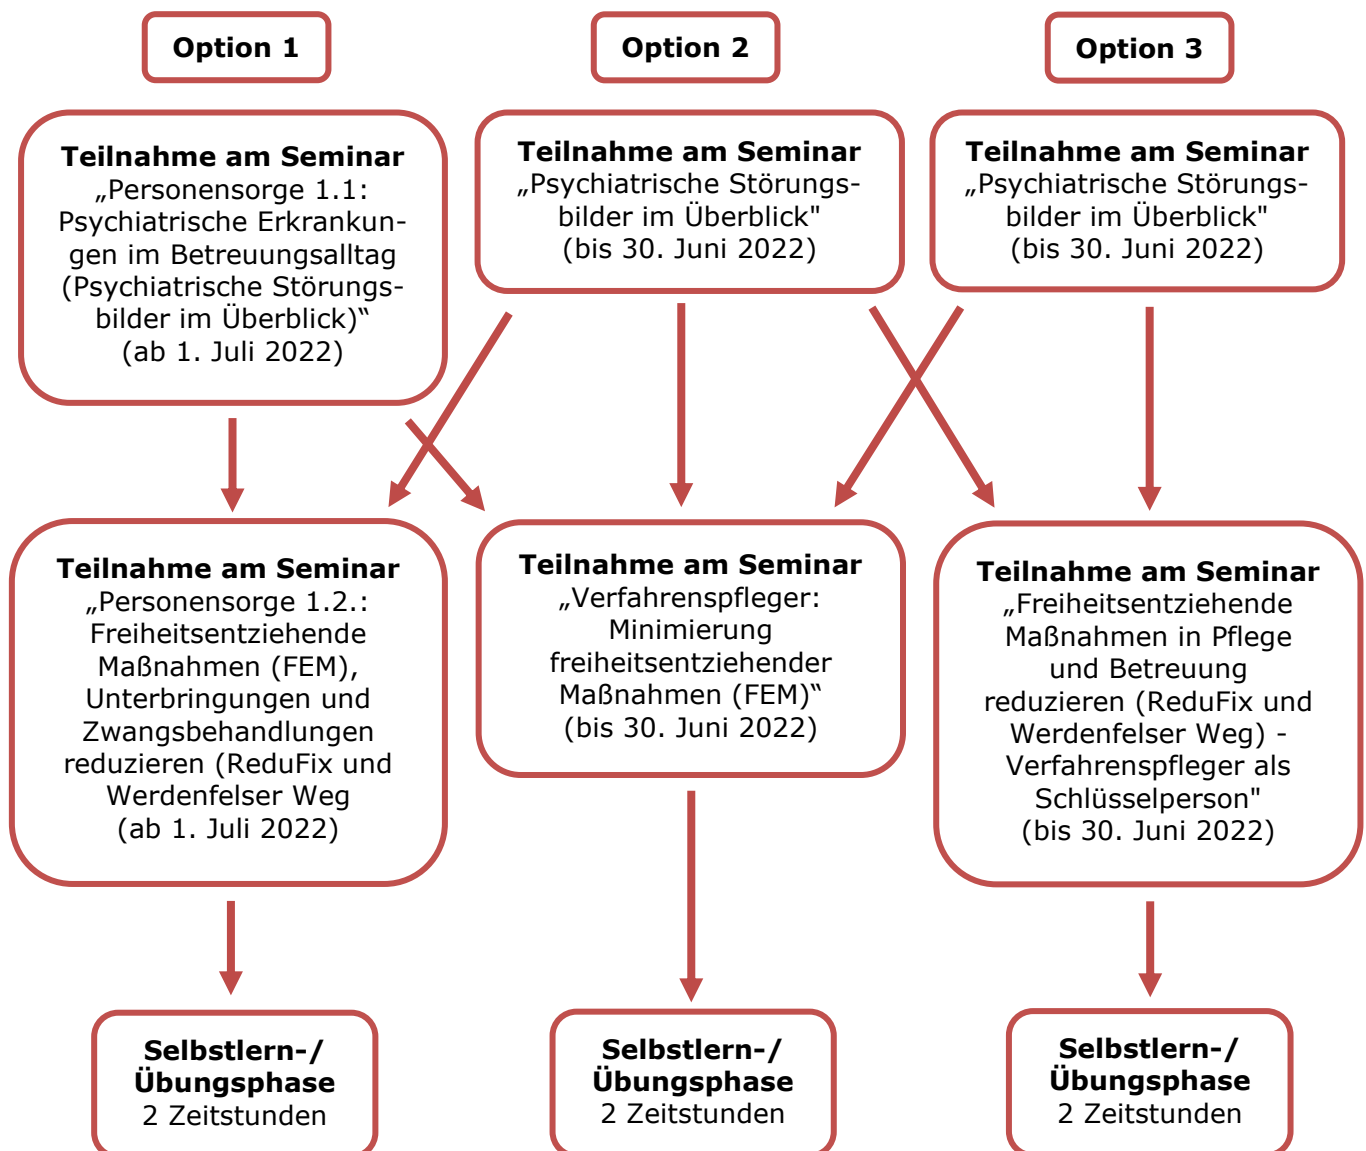 Option 1
Option 2
Option 3
Teilnahme am Seminar
„Personensorge 1.1:
Psychiatrische Erkrankun-
gen im Betreuungsalltag
(Psychiatrische Störungs-
bilder im Überblick)“
(ab 1. Juli 2022)
Teilnahme am Seminar
„Psychiatrische Störungs-
bilder im Überblick"
(bis 30. Juni 2022)
Teilnahme am Seminar
„Psychiatrische Störungs-
bilder im Überblick"
(bis 30. Juni 2022)
Teilnahme am Seminar
„Personensorge 1.2.:
Freiheitsentziehende
Maßnahmen (FEM),
Unterbringungen und
Zwangsbehandlungen
reduzieren (ReduFix und
Werdenfelser Weg
(ab 1. Juli 2022)
Teilnahme am Seminar
„Verfahrenspfleger:
Minimierung
freiheitsentziehender
Maßnahmen (FEM)“
(bis 30. Juni 2022)
Teilnahme am Seminar
„Freiheitsentziehende
Maßnahmen in Pflege
und Betreuung
reduzieren (ReduFix und
Werdenfelser Weg) -
Verfahrenspfleger als
Schlüsselperson"
(bis 30. Juni 2022)
Selbstlern-/
Übungsphase
2 Zeitstunden
Selbstlern-/
Übungsphase
2 Zeitstunden
Selbstlern-/
Übungsphase
2 Zeitstunden